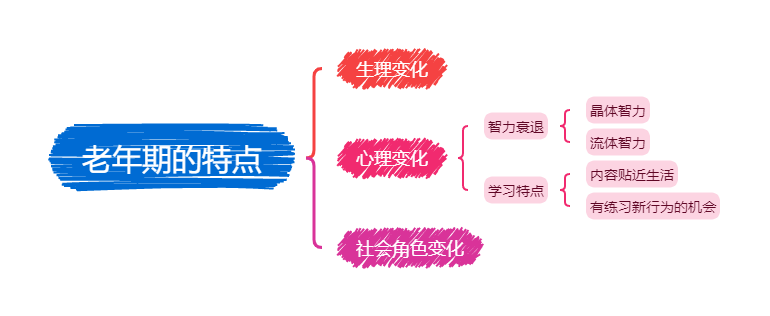 老年期的特点
生理变化
心理变化
智力衰退
晶体智力
流体智力
学习特点
内容贴近生活
有练习新行为的机会
社会角色变化